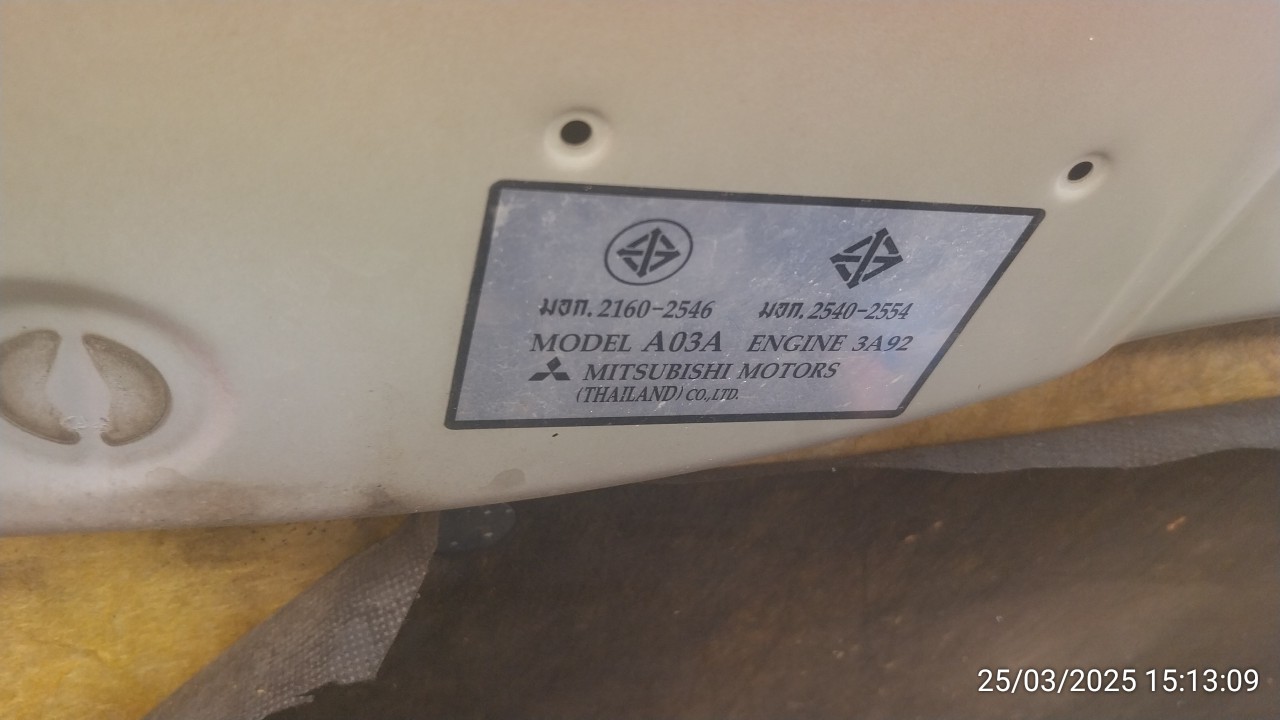 มอก. 2160-2546 มอก. 2540-2554
MODEL A03A ENGINE 3A92
MITSUBISHI MOTORS
(THAILAND) CO.,LTD.
25/03/2025 15:13:09